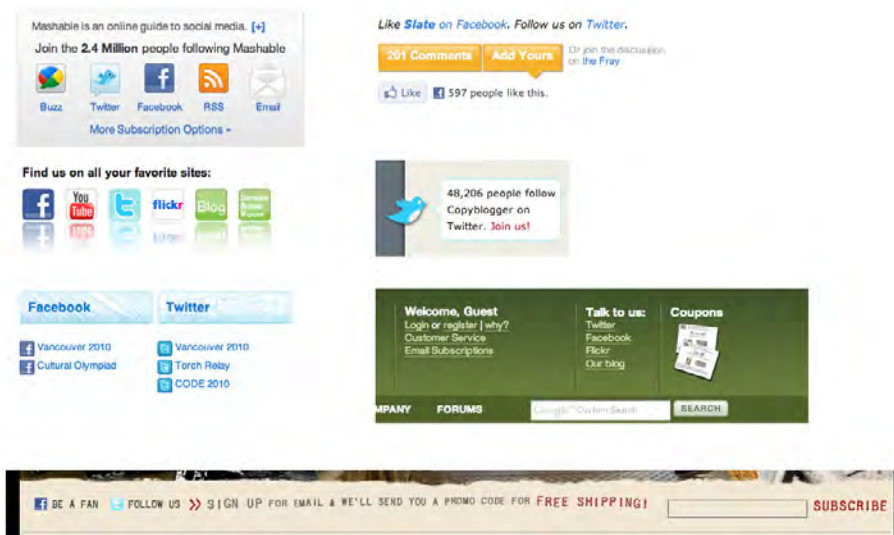 Mashable is an online guide to social media. [+]
Join the 2.4 Million people following Mashable
Buzz Twitter Facebook RSS Email
More Subscription Options »
Like Slate on Facebook. Follow us on Twitter.
201 Comments Add Yours
Or join the discussion
on the Fray
Like 597 people like this.
Find us on all your favorite sites:
You
Tube
flickr Blog
48,206 people follow
Copyblogger on
Twitter. Join us!
Facebook Twitter
Vancouver 2010 Vancouver 2010
Cultural Olympiad Torch Relay
CODE 2010
Welcome, Guest
Login or register | why?
Customer Service
Email Subscriptions
Talk to us:
Twitter
Facebook
Flickr
Our blog
Coupons
MPANY FORUMS Google Custom Search SEARCH
BE A FAN FOLLOW US SIGN UP FOR EMAIL & WE'LL SEND YOU A PROMO CODE FOR FREE SHIPPING! SUBSCRIBE